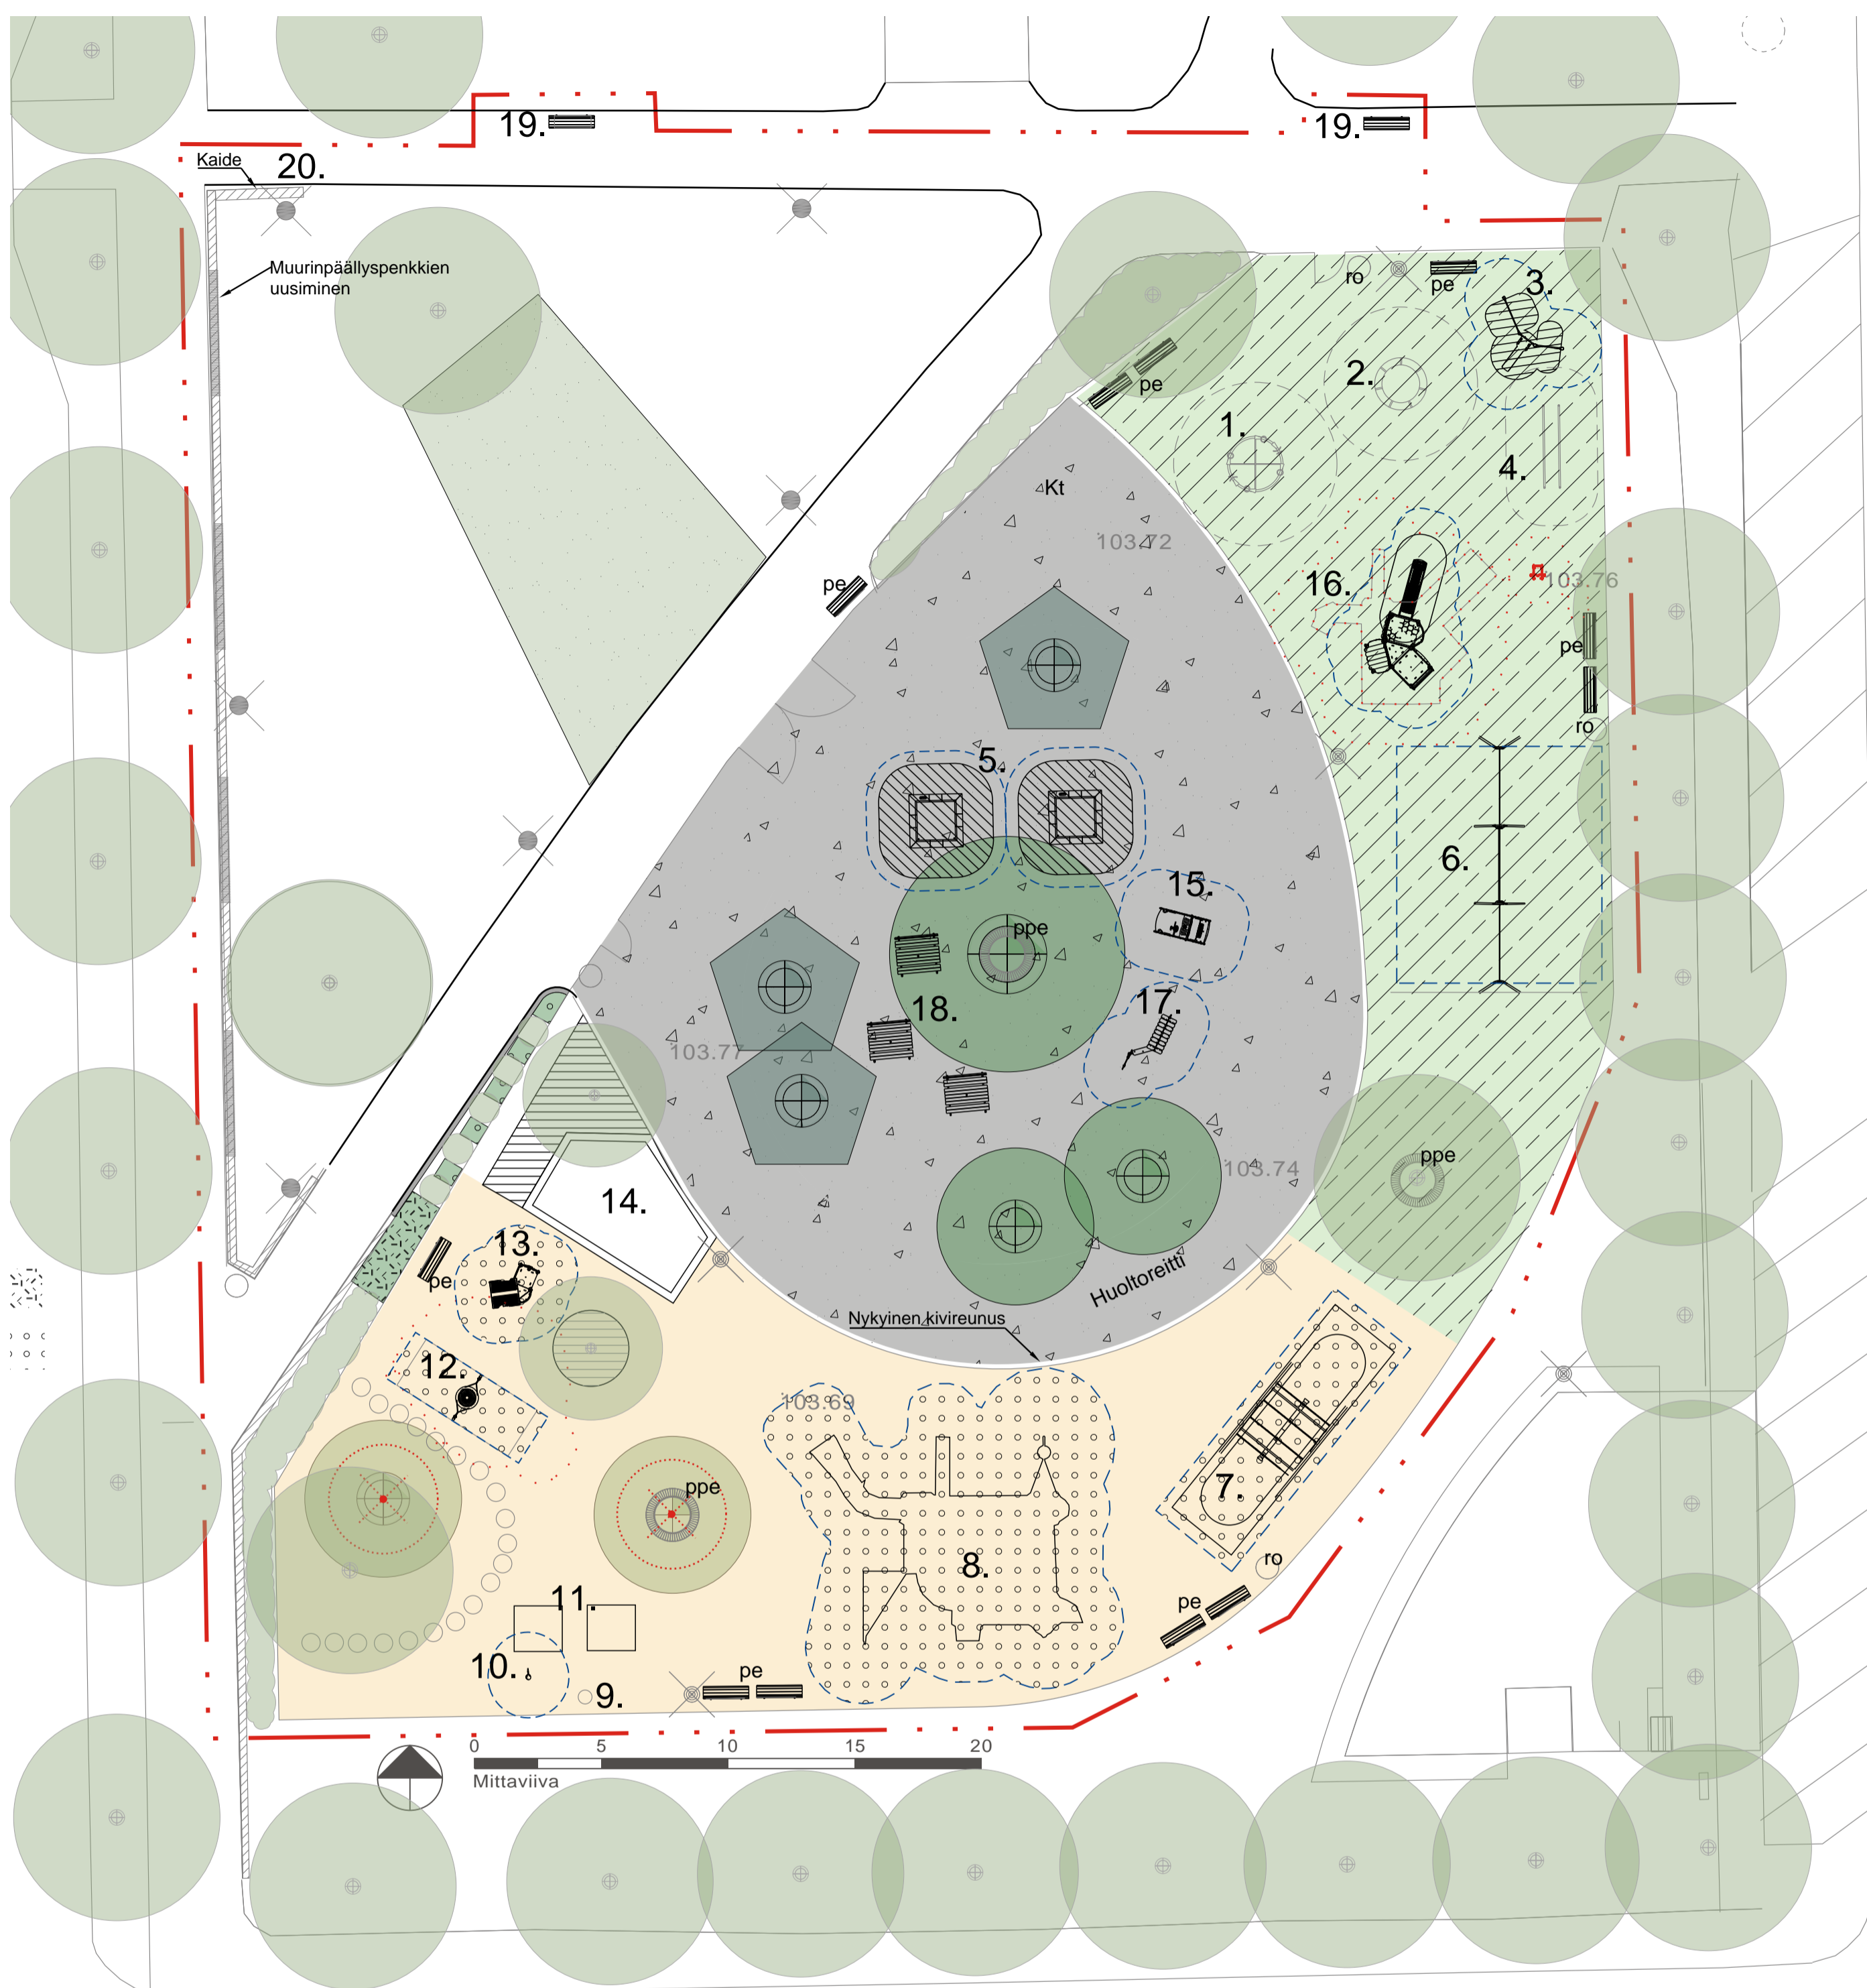 19.
19.
Kaide
20.
Muurinpäällyspenkkien
uusiminen
ro
pe
3.
2.
pe
1.
4.
Kt
103.72
pe
16.
103.76
pe
ro
5.
6.
15.
ppe
17.
18.
103.77
ppe
103.74
14.
13.
pe
Huoltoreitti
Nykyinen kivireunus
12.
103.69
7.
ppe
8.
ro
pe
11.
10.
9.
pe
0 5 10 15 20
Mittaviiva